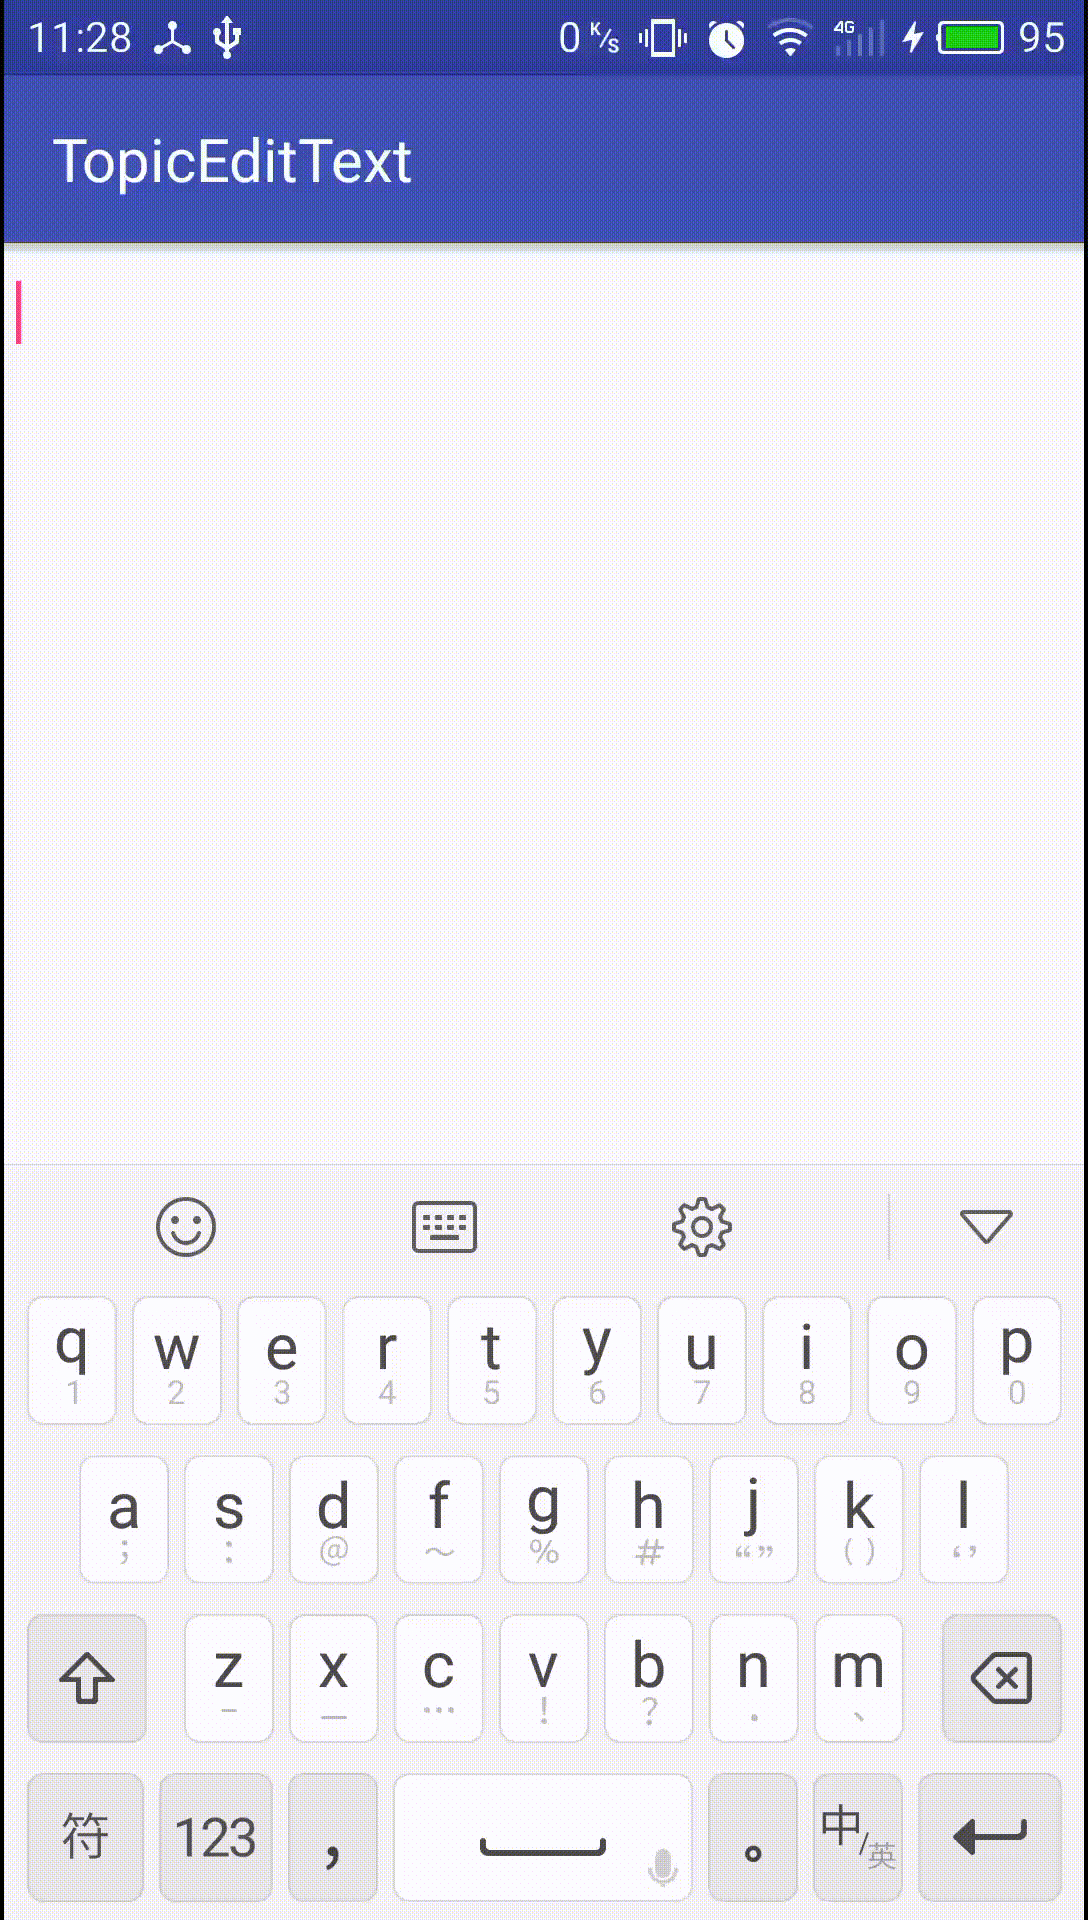 11:28 0 K/s 4G 95
TopicEditText
q w e r t y u i o p
1 2 3 4 5 6 7 8 9 0
a s d f g h j k l
; : @ ～ % # “” () ‘’
z x c v b n m
– — … ! ? . 、
符 123 , 。 中/英